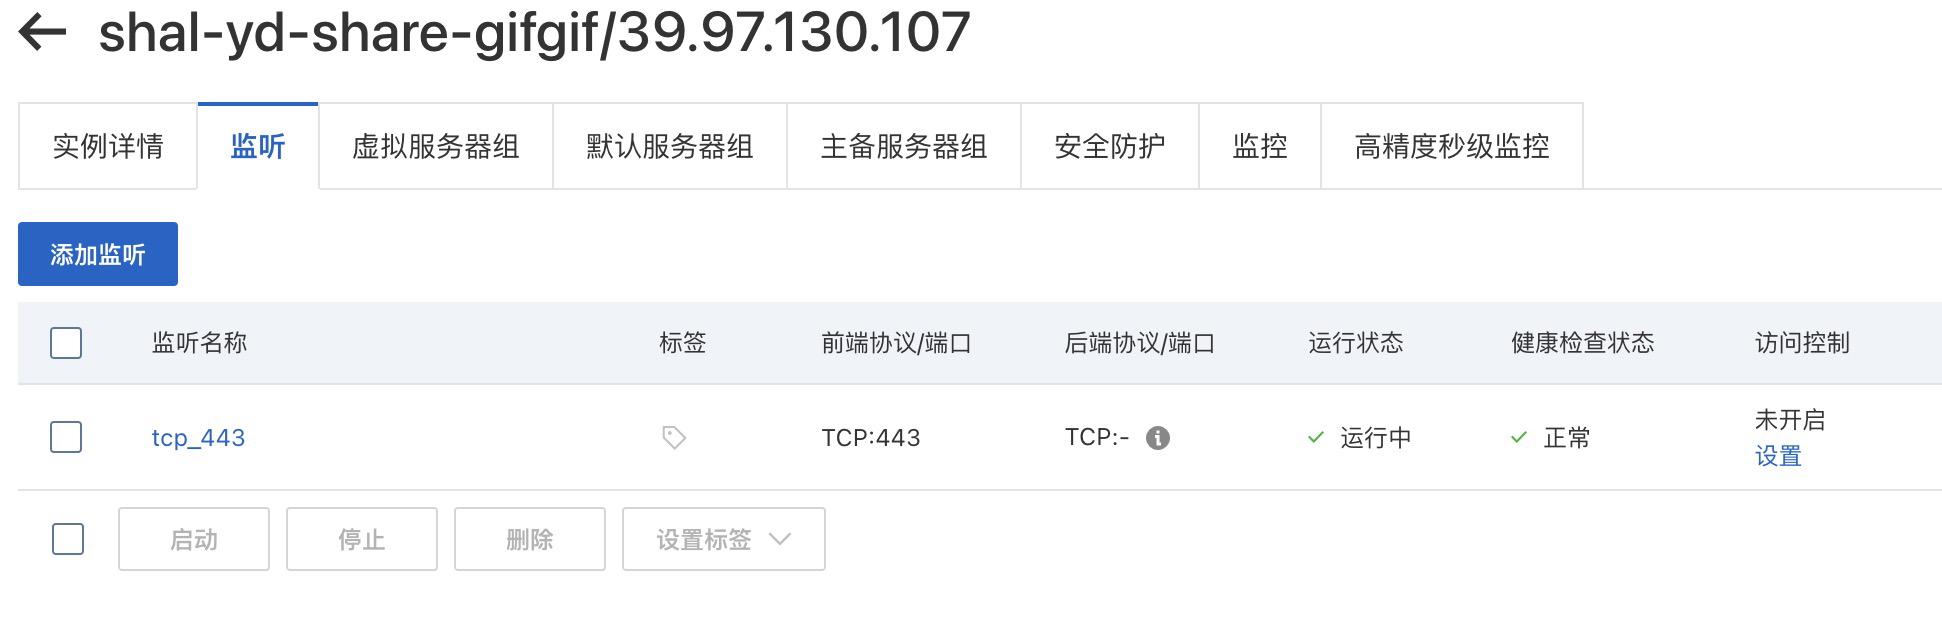 shal-yd-share-gifgif/39.97.130.107
实例详情 监听 虚拟服务器组 默认服务器组 主备服务器组 安全防护 监控 高精度秒级监控
添加监听
监听名称 标签 前端协议/端口 后端协议/端口 运行状态 健康检查状态 访问控制
tcp_443 TCP:443 TCP:- 运行中 正常 未开启
设置
启动 停止 删除 设置标签